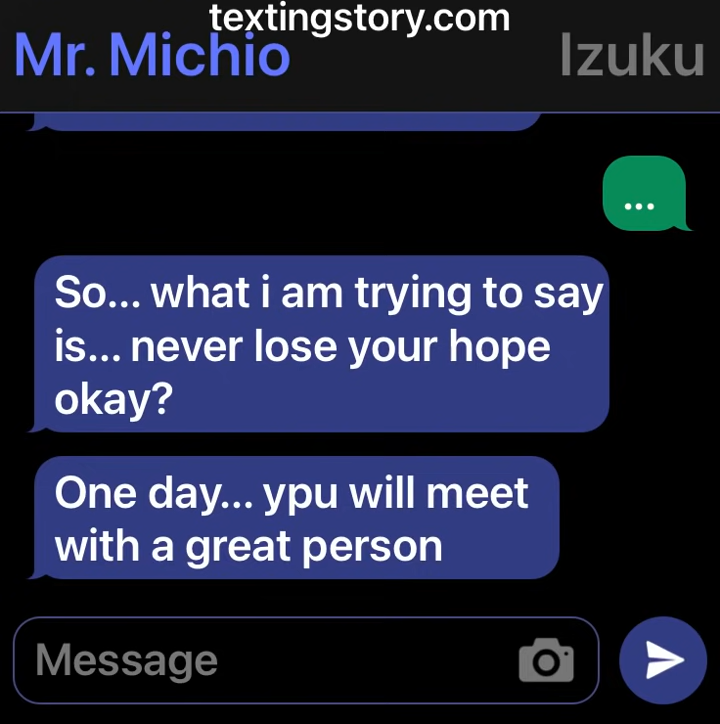 textingstory.com
Mr. Michio
Izuku
...
So... what i am trying to say
is... never lose your hope
okay?
One day... ypu will meet
with a great person
Message